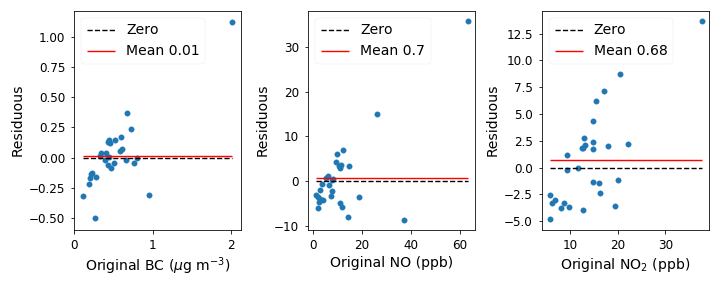 Zero
Mean 0.01
Residuous
1.00
0.75
0.50
0.25
0.00
−0.25
−0.50
0
1
2
Original BC (μg m⁻³)
Zero
Mean 0.7
Residuous
30
20
10
0
−10
0
20
40
60
Original NO (ppb)
Zero
Mean 0.68
Residuous
12.5
10.0
7.5
5.0
2.5
0.0
−2.5
−5.0
10
20
30
Original NO₂ (ppb)